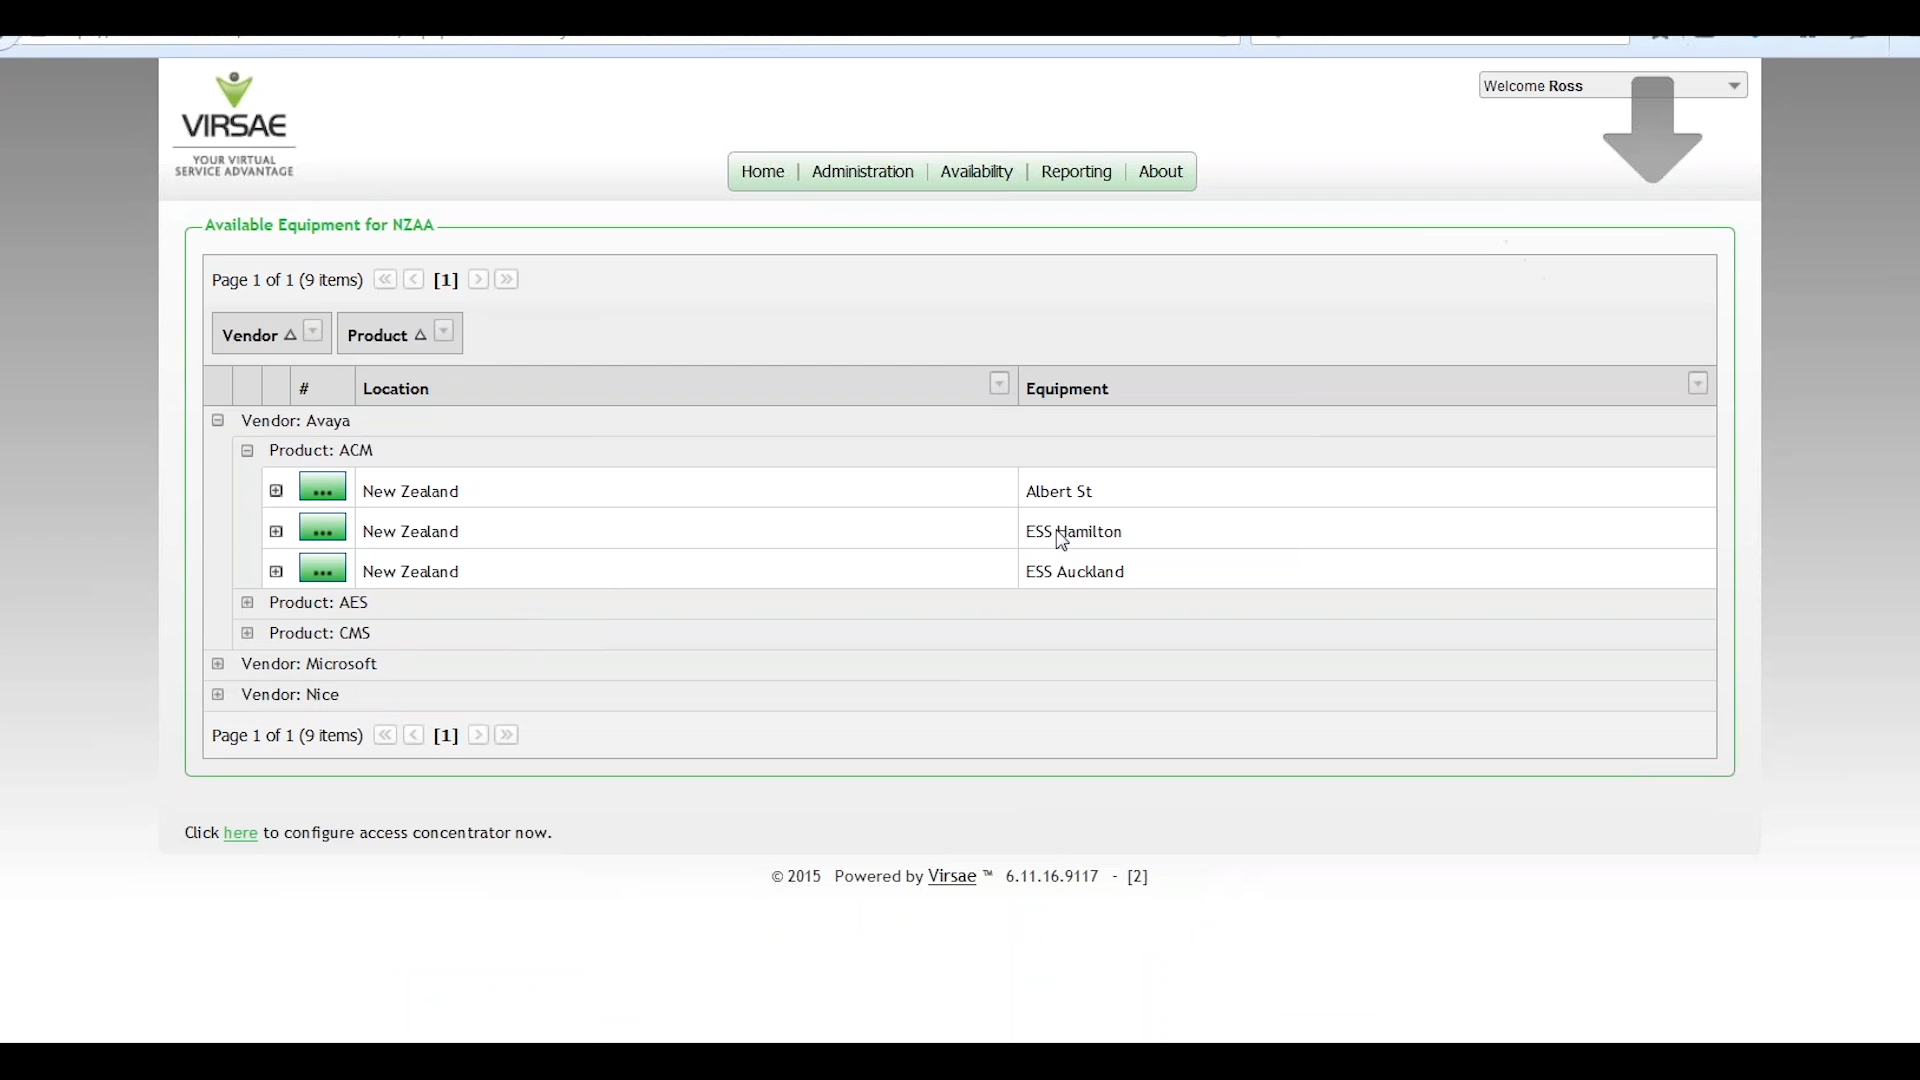 VIRSAE
YOUR VIRTUAL
SERVICE ADVANTAGE
Welcome Ross
Home | Administration | Availability | Reporting | About
Available Equipment for NZAA
Page 1 of 1 (9 items) [1]
Vendor Product
# Location Equipment
Vendor: Avaya
Product: ACM
... New Zealand Albert St
... New Zealand ESS Hamilton
... New Zealand ESS Auckland
Product: AES
Product: CMS
Vendor: Microsoft
Vendor: Nice
Page 1 of 1 (9 items) [1]
Click here to configure access concentrator now.
© 2015 Powered by Virsae ™ 6.11.16.9117 - [2]